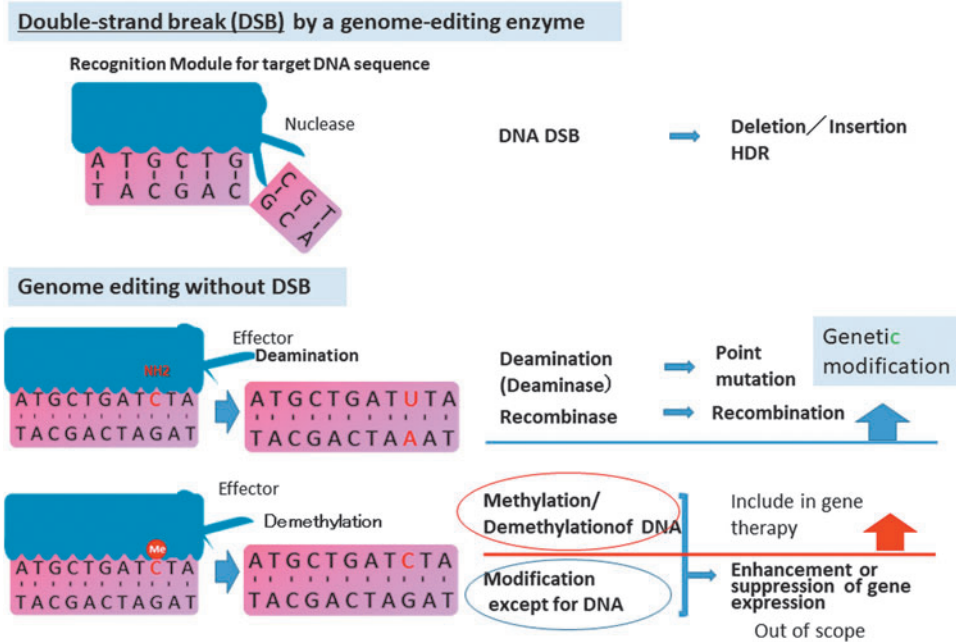 Double-strand break (DSB) by a genome-editing enzyme
Recognition Module for target DNA sequence
Nuclease
A T G C T G
T A C G A C
C G T
G C A
DNA DSB
Deletion／Insertion
HDR
Genome editing without DSB
Effector
Deamination
NH2
ATGCTGATCTA
TACGACTAGAT
ATGCTGATUTA
TACGACTAAAT
Deamination
(Deaminase）
Point
mutation
Recombinase
Recombination
Genetic
modification
Effector
Demethylation
Me
ATGCTGATCTA
TACGACTAGAT
ATGCTGATCTA
TACGACTAGAT
Methylation/
Demethylationof DNA
Modification
except for DNA
Include in gene
therapy
Enhancement or
suppression of gene
expression
Out of scope